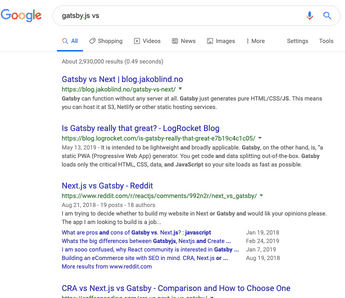 Google
gatsby.js vs
All Shopping Videos News Images More Settings Tools
About 2,930,000 results (0.49 seconds)
Gatsby vs Next | blog.jakoblind.no
https://blog.jakoblind.no/gatsby-vs-next/
Gatsby can function without any server at all. Gatsby just generates pure HTML/CSS/JS. This means
you can host it at S3, Netlify or other static hosting services.
Is Gatsby really that great? - LogRocket Blog
https://blog.logrocket.com/is-gatsby-really-that-great-e7b19c4c1c05/
May 13, 2019 - It is intended to be lightweight and broadly applicable. Gatsby, on the other hand, is, "a
static PWA (Progressive Web App) generator. You get code and data splitting out-of-the-box. Gatsby
loads only the critical HTML, CSS, data, and JavaScript so your site loads as fast as possible.
Next.js vs Gatsby - Reddit
https://www.reddit.com/r/reactjs/comments/992n2r/next_vs_gatsby/
Aug 21, 2018 - 19 posts - 18 authors
I am trying to decide whether to build my website in Next or Gatsby and would lik your opinions please.
The app I am looking to build is a job...
What are pros and cons of Gatsby vs. Next.js? : javascript Jan 19, 2018
Whats the big differences between Gatsbyjs, Nextjs and Create ... Feb 24, 2019
I am sooo confused, why React community is interested in Gatsby ... Jan 7, 2019
Building an eCommerce site with SEO in mind. CRA, Next.js or ... Aug 19, 2018
More results from www.reddit.com
CRA vs Next.js vs Gatsby - Comparison and How to Choose One